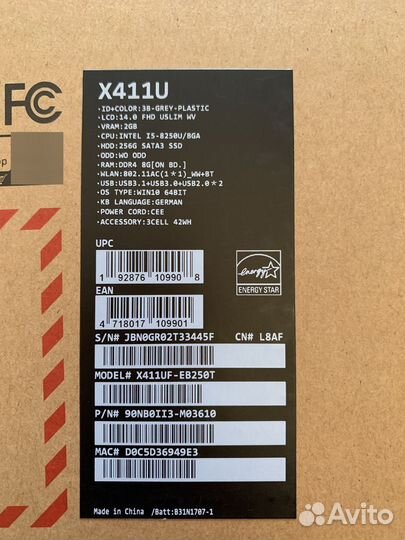 FC
op
X411U
·ID+COLOR:3B-GREY-PLASTIC
·LCD:14.0 FHD USLIM WV
·VRAM:2GB
·CPU:INTEL I5-8250U/BGA
·HDD:256G SATA3 SSD
·ODD:WO ODD
·RAM:DDR4 8G[ON BD.]
·WLAN:802.11AC(1*1)_WW+BT
·USB:USB3.1+USB3.0+USB2.0*2
·OS TYPE:WIN10 64BIT
·KB LANGUAGE:GERMAN
·POWER CORD:CEE
·ACCESSORY:3CELL 42WH
UPC
1 92876 10990 8
energy
ENERGY STAR
EAN
4 718017 109901
S/N# JBN0GR02T33445F CN# L8AF
MODEL# X411UF-EB250T
P/N# 90NB0II3-M03610
MAC# D0C5D36949E3
Made in China /Batt:B31N1707-1
Avito